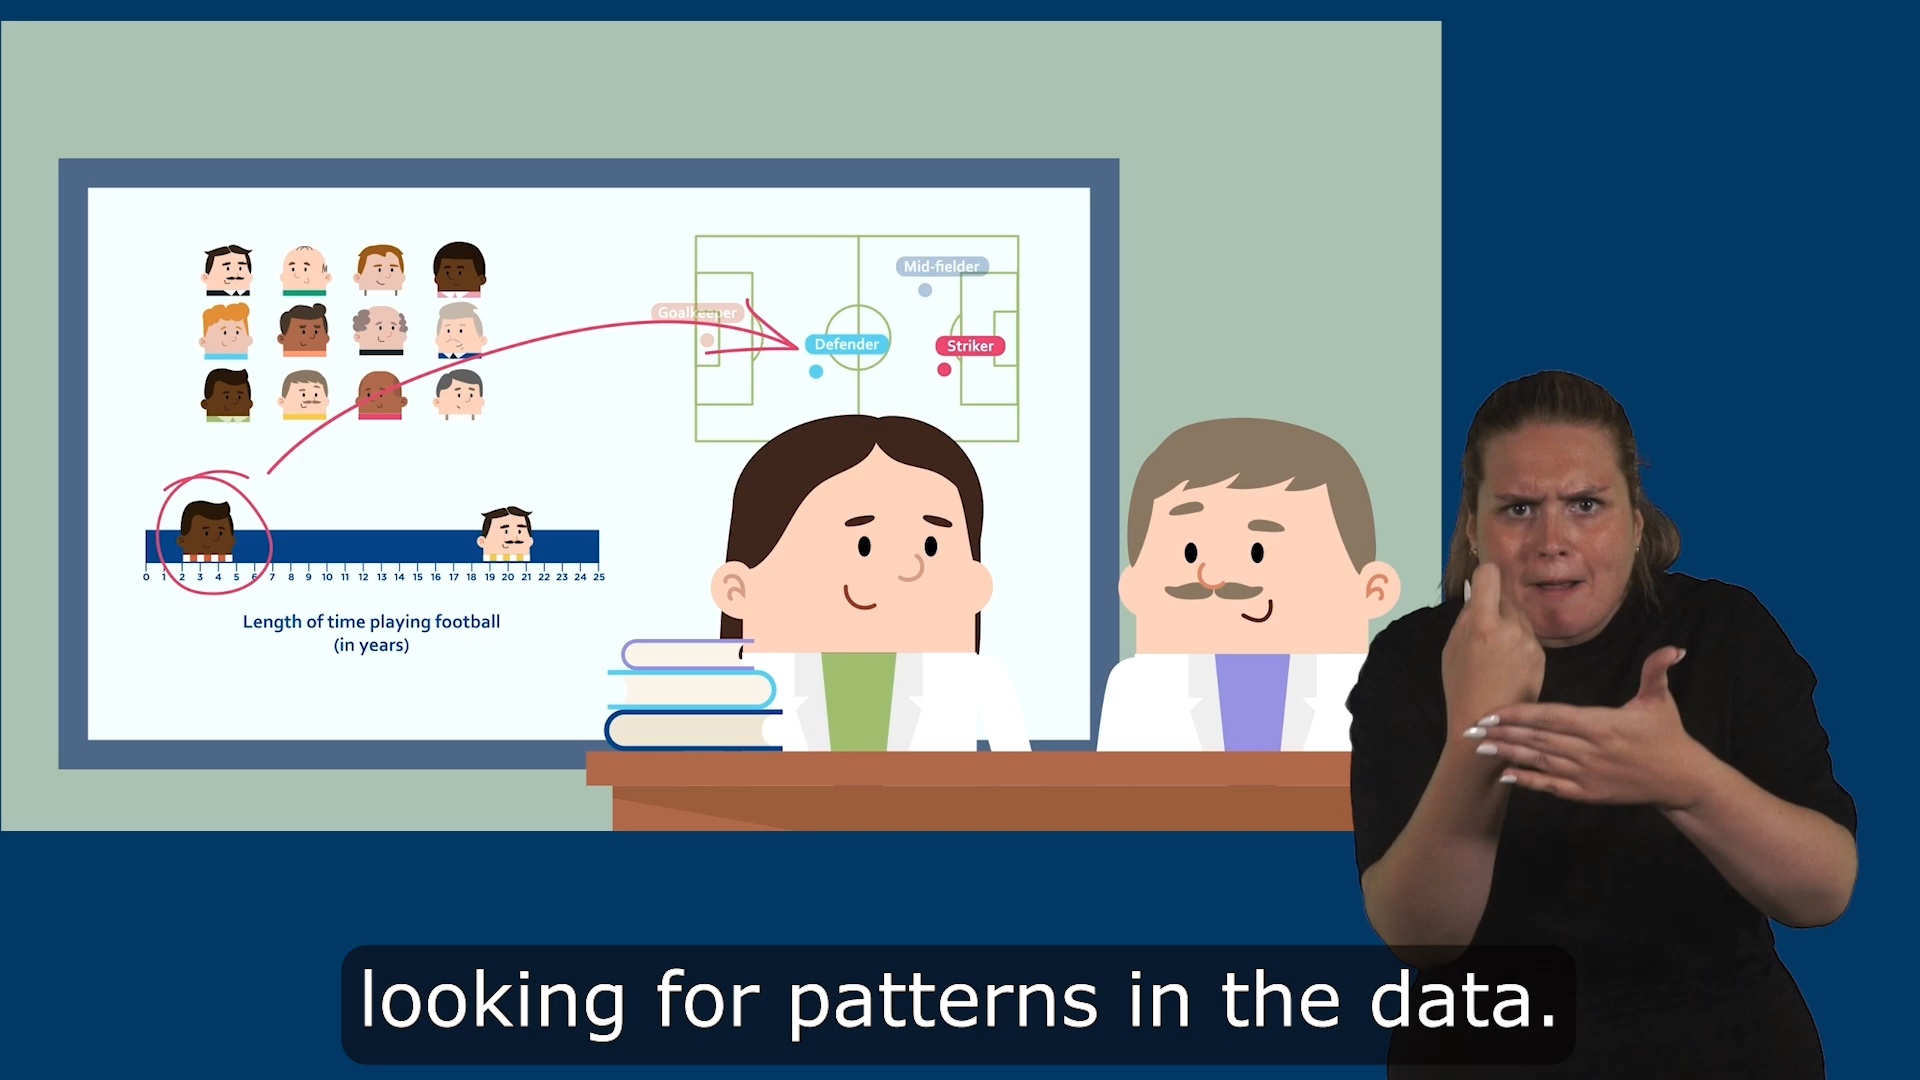 Mid-fielder
Goalkeeper
Defender
Striker
0 1 2 3 4 5 6 7 8 9 10 11 12 13 14 15 16 17 18 19 20 21 22 23 24 25
Length of time playing football
(in years)
looking for patterns in the data.